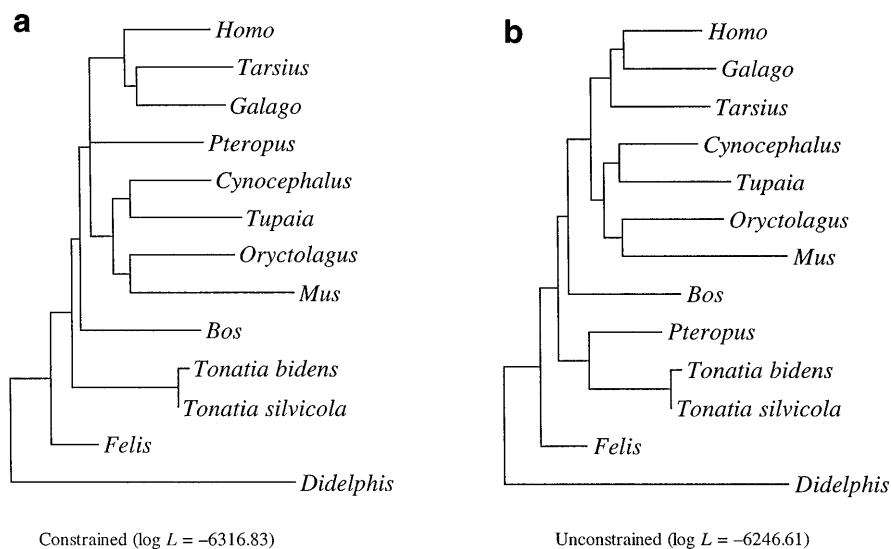 a
Homo
Tarsius
Galago
Pteropus
Cynocephalus
Tupaia
Oryctolagus
Mus
Bos
Tonatia bidens
Tonatia silvicola
Felis
Didelphis
Constrained (log L = –6316.83)
b
Homo
Galago
Tarsius
Cynocephalus
Tupaia
Oryctolagus
Mus
Bos
Pteropus
Tonatia bidens
Tonatia silvicola
Felis
Didelphis
Unconstrained (log L = –6246.61)